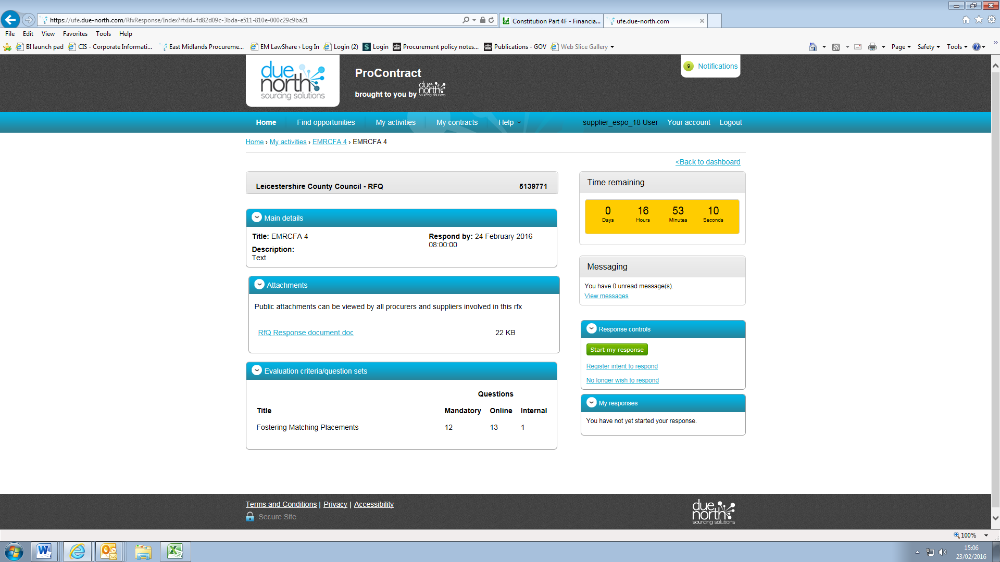 https://ufe.due-north.com/RfxResponse/Index?rfxId=fd82d09c-3bda-e511-810e-000c29c9ba21
Constitution Part 4F - Financia...
ufe.due-north.com
File Edit View Favorites Tools Help
BI launch pad CIS - Corporate Informati... East Midlands Procureme... EM LawShare › Log In Login (2) Login Procurement policy notes... Publications - GOV Web Slice Gallery Page Safety Tools
due north sourcing solutions
ProContract
brought to you by due north sourcing solutions
9 Notifications
Home Find opportunities My activities My contracts Help supplier_espo_18 User Your account Logout
Home › My activities › EMRCFA 4 › EMRCFA 4
<Back to dashboard
Leicestershire County Council - RFQ 5139771
Main details
Title: EMRCFA 4
Respond by: 24 February 2016
08:00:00
Description:
Text
Attachments
Public attachments can be viewed by all procurers and suppliers involved in this rfx
RfQ Response document.doc 22 KB
Evaluation criteria/question sets
Questions
Title Mandatory Online Internal
Fostering Matching Placements 12 13 1
Time remaining
0 16 53 10
Days Hours Minutes Seconds
Messaging
You have 0 unread message(s).
View messages
Response controls
Start my response
Register intent to respond
No longer wish to respond
My responses
You have not yet started your response.
Terms and Conditions | Privacy | Accessibility
Secure Site
due north sourcing solutions
100%
15:06
23/02/2016